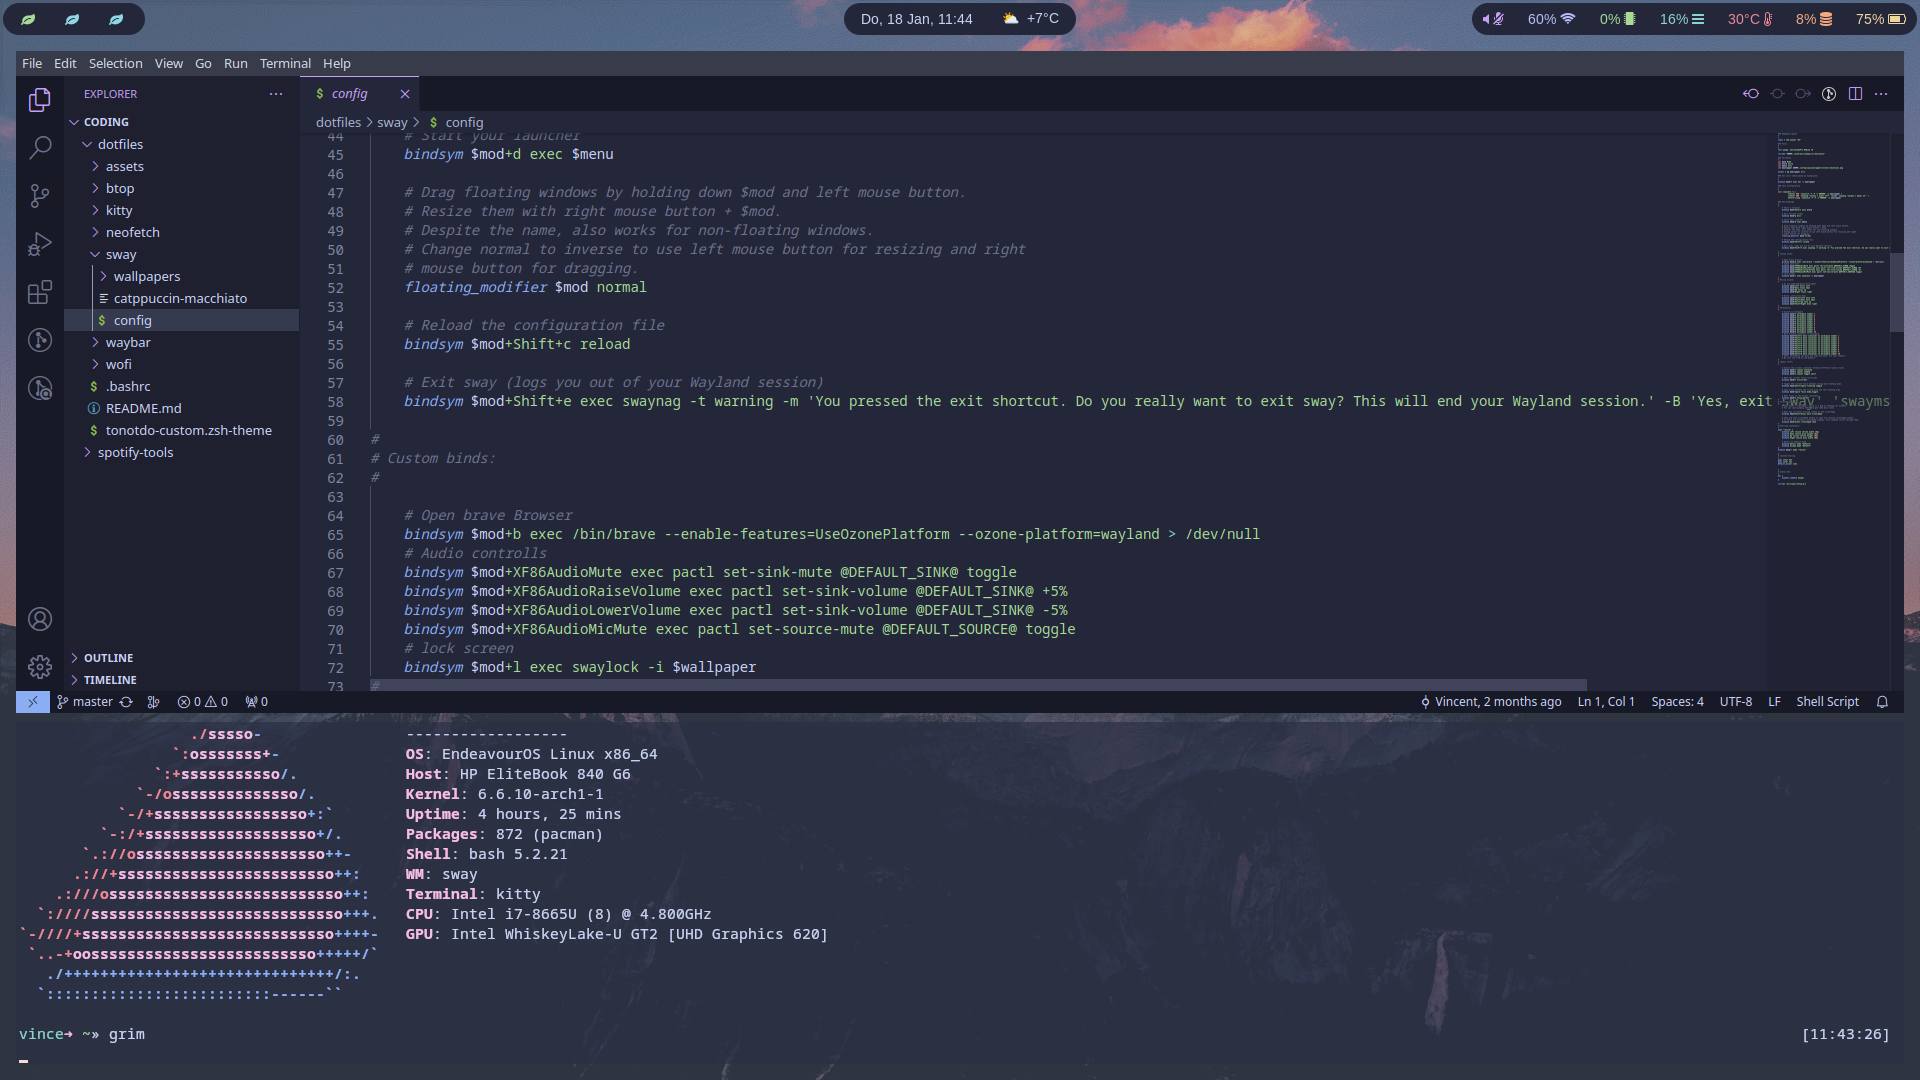 Do, 18 Jan, 11:44
+7°C
60%
0%
16%
30°C
8%
75%
File Edit Selection View Go Run Terminal Help
EXPLORER
CODING
dotfiles
assets
btop
kitty
neofetch
sway
wallpapers
catppuccin-macchiato
$ config
waybar
wofi
$ .bashrc
README.md
$ tonotdo-custom.zsh-theme
spotify-tools
OUTLINE
TIMELINE
$ config
dotfiles > sway > $ config
44 # Start your launcher
45 bindsym $mod+d exec $menu
46
47 # Drag floating windows by holding down $mod and left mouse button.
48 # Resize them with right mouse button + $mod.
49 # Despite the name, also works for non-floating windows.
50 # Change normal to inverse to use left mouse button for resizing and right
51 # mouse button for dragging.
52 floating_modifier $mod normal
53
54 # Reload the configuration file
55 bindsym $mod+Shift+c reload
56
57 # Exit sway (logs you out of your Wayland session)
58 bindsym $mod+Shift+e exec swaynag -t warning -m 'You pressed the exit shortcut. Do you really want to exit sway? This will end your Wayland session.' -B 'Yes, exit sway' 'swayms
59
60 #
61 # Custom binds:
62 #
63
64 # Open brave Browser
65 bindsym $mod+b exec /bin/brave --enable-features=UseOzonePlatform --ozone-platform=wayland > /dev/null
66 # Audio controlls
67 bindsym $mod+XF86AudioMute exec pactl set-sink-mute @DEFAULT_SINK@ toggle
68 bindsym $mod+XF86AudioRaiseVolume exec pactl set-sink-volume @DEFAULT_SINK@ +5%
69 bindsym $mod+XF86AudioLowerVolume exec pactl set-sink-volume @DEFAULT_SINK@ -5%
70 bindsym $mod+XF86AudioMicMute exec pactl set-source-mute @DEFAULT_SOURCE@ toggle
71 # lock screen
72 bindsym $mod+l exec swaylock -i $wallpaper
73 #
master 0 0 0
Vincent, 2 months ago Ln 1, Col 1 Spaces: 4 UTF-8 LF Shell Script
------------------
OS: EndeavourOS Linux x86_64
Host: HP EliteBook 840 G6
Kernel: 6.6.10-arch1-1
Uptime: 4 hours, 25 mins
Packages: 872 (pacman)
Shell: bash 5.2.21
WM: sway
Terminal: kitty
CPU: Intel i7-8665U (8) @ 4.800GHz
GPU: Intel WhiskeyLake-U GT2 [UHD Graphics 620]
vince➜ ~» grim
[11:43:26]